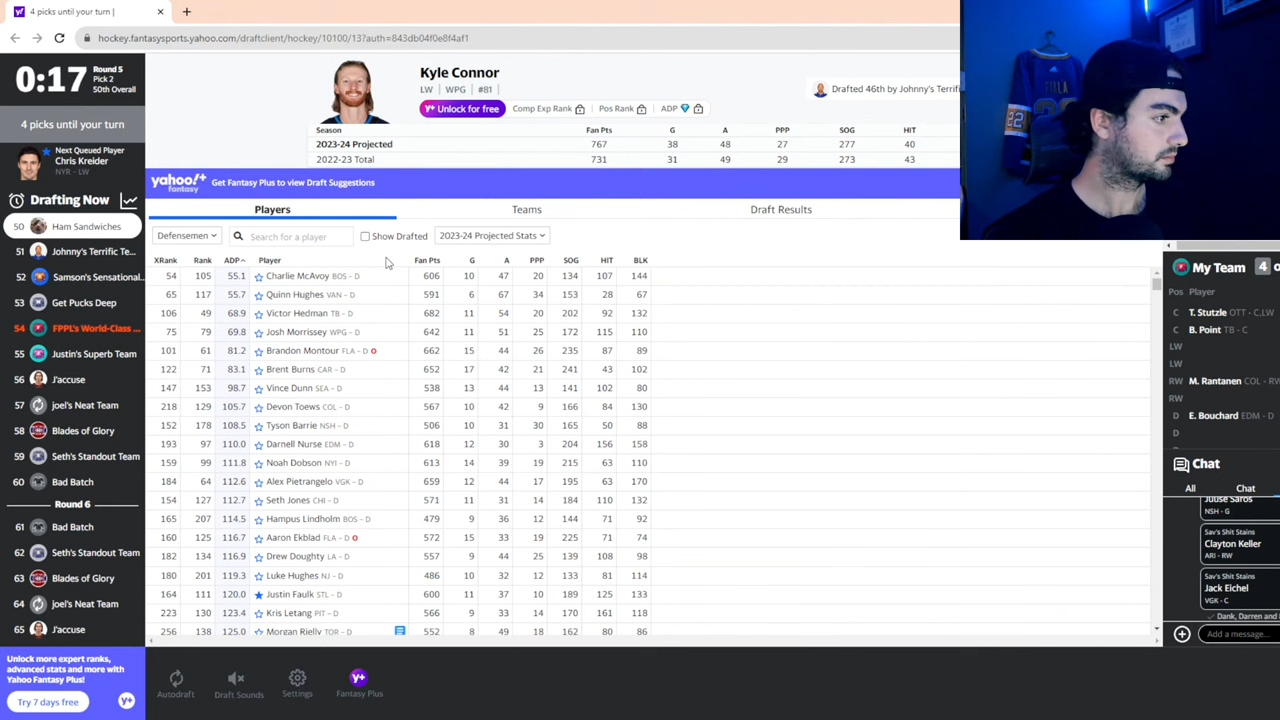 4 picks until your turn |
hockey.fantasysports.yahoo.com/draftclient/hockey/10100/13?auth=843db04f0e8f4af1
0:17
Round 5
Pick 2
50th Overall
4 picks until your turn
Next Queued Player
Chris Kreider
NYR - LW
Drafting Now
50 Ham Sandwiches
51 Johnny's Terrific Te...
52 Samson's Sensational...
53 Get Pucks Deep
54 FPPL's World-Class ...
55 Justin's Superb Team
56 J'accuse
57 joel's Neat Team
58 Blades of Glory
59 Seth's Standout Team
60 Bad Batch
Round 6
61 Bad Batch
62 Seth's Standout Team
63 Blades of Glory
64 joel's Neat Team
65 J'accuse
Unlock more expert ranks,
advanced stats and more with
Yahoo Fantasy Plus!
Try 7 days free
y+
Kyle Connor
LW | WPG | #81
y+ Unlock for free Comp Exp Rank Pos Rank ADP
Drafted 46th by Johnny's Terrifi
Season Fan Pts G A PPP SOG HIT
2023-24 Projected 767 38 48 27 277 40
2022-23 Total 731 31 49 29 273 43
yahoo!+
fantasy
Get Fantasy Plus to view Draft Suggestions
Players Teams Draft Results
Defensemen Search for a player Show Drafted 2023-24 Projected Stats
XRank Rank ADP Player Fan Pts G A PPP SOG HIT BLK
54 105 55.1 Charlie McAvoy BOS - D 606 10 47 20 134 107 144
65 117 55.7 Quinn Hughes VAN - D 591 6 67 34 153 28 67
106 49 68.9 Victor Hedman TB - D 682 11 54 20 202 92 132
75 79 69.8 Josh Morrissey WPG - D 642 11 51 25 172 115 110
101 61 81.2 Brandon Montour FLA - D O 662 15 44 26 235 87 89
122 71 83.1 Brent Burns CAR - D 652 17 42 21 241 43 102
147 153 98.7 Vince Dunn SEA - D 538 13 44 13 141 102 80
218 129 105.7 Devon Toews COL - D 567 10 42 9 166 84 130
152 178 108.5 Tyson Barrie NSH - D 506 10 31 30 165 50 88
193 97 110.0 Darnell Nurse EDM - D 618 12 30 3 204 156 158
159 99 111.8 Noah Dobson NYI - D 613 14 39 19 215 63 110
184 64 112.6 Alex Pietrangelo VGK - D 659 12 44 17 195 63 170
154 127 112.7 Seth Jones CHI - D 571 11 31 14 184 110 132
165 207 114.5 Hampus Lindholm BOS - D 479 9 36 12 144 71 92
160 125 116.7 Aaron Ekblad FLA - D O 572 15 33 19 225 71 74
182 134 116.9 Drew Doughty LA - D 557 9 44 25 139 108 98
180 201 119.3 Luke Hughes NJ - D 486 10 32 12 133 81 114
164 111 120.0 Justin Faulk STL - D 600 11 37 10 189 125 133
223 130 123.4 Kris Letang PIT - D 566 9 33 14 170 161 118
256 138 125.0 Morgan Rielly TOR - D 552 8 49 18 162 80 86
Autodraft
Draft Sounds
Settings
y+
Fantasy Plus
My Team 4 o
Pos Player
C T. Stutzle OTT - C,LW
C B. Point TB - C
LW
LW
RW M. Rantanen COL - RW
RW
D E. Bouchard EDM - D
D
Chat
All Chat
Juuse Saros
NSH - G
Sav's Shit Stains
Clayton Keller
ARI - RW
Sav's Shit Stains
Jack Eichel
VGK - C
Dank, Darren and
Add a message...